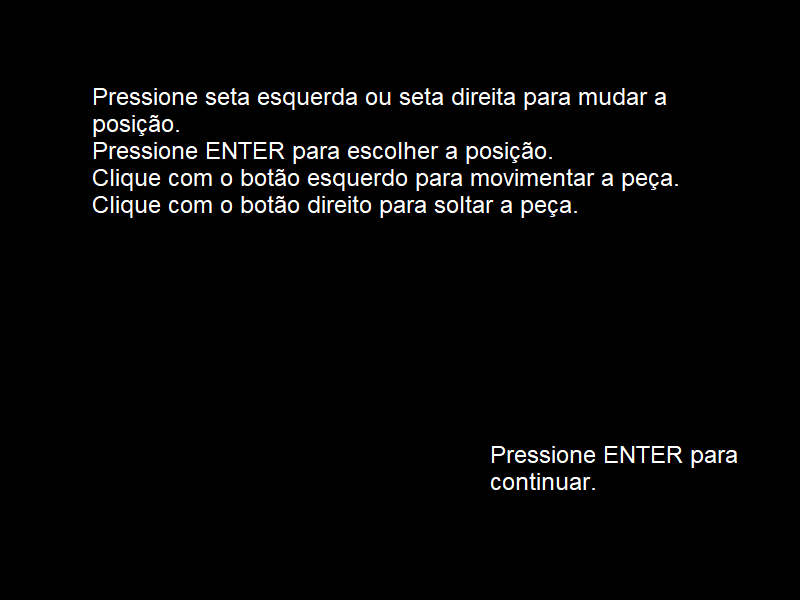 Pressione seta esquerda ou seta direita para mudar a
posição.
Pressione ENTER para escolher a posição.
Clique com o botão esquerdo para movimentar a peça.
Clique com o botão direito para soltar a peça.
Pressione ENTER para
continuar.